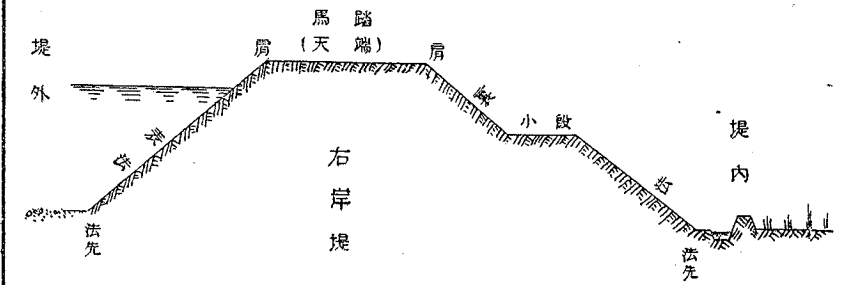 馬踏
(天端)
肩
肩
堤外
表法
裏法
小段
堤内
右岸堤
法先
法先